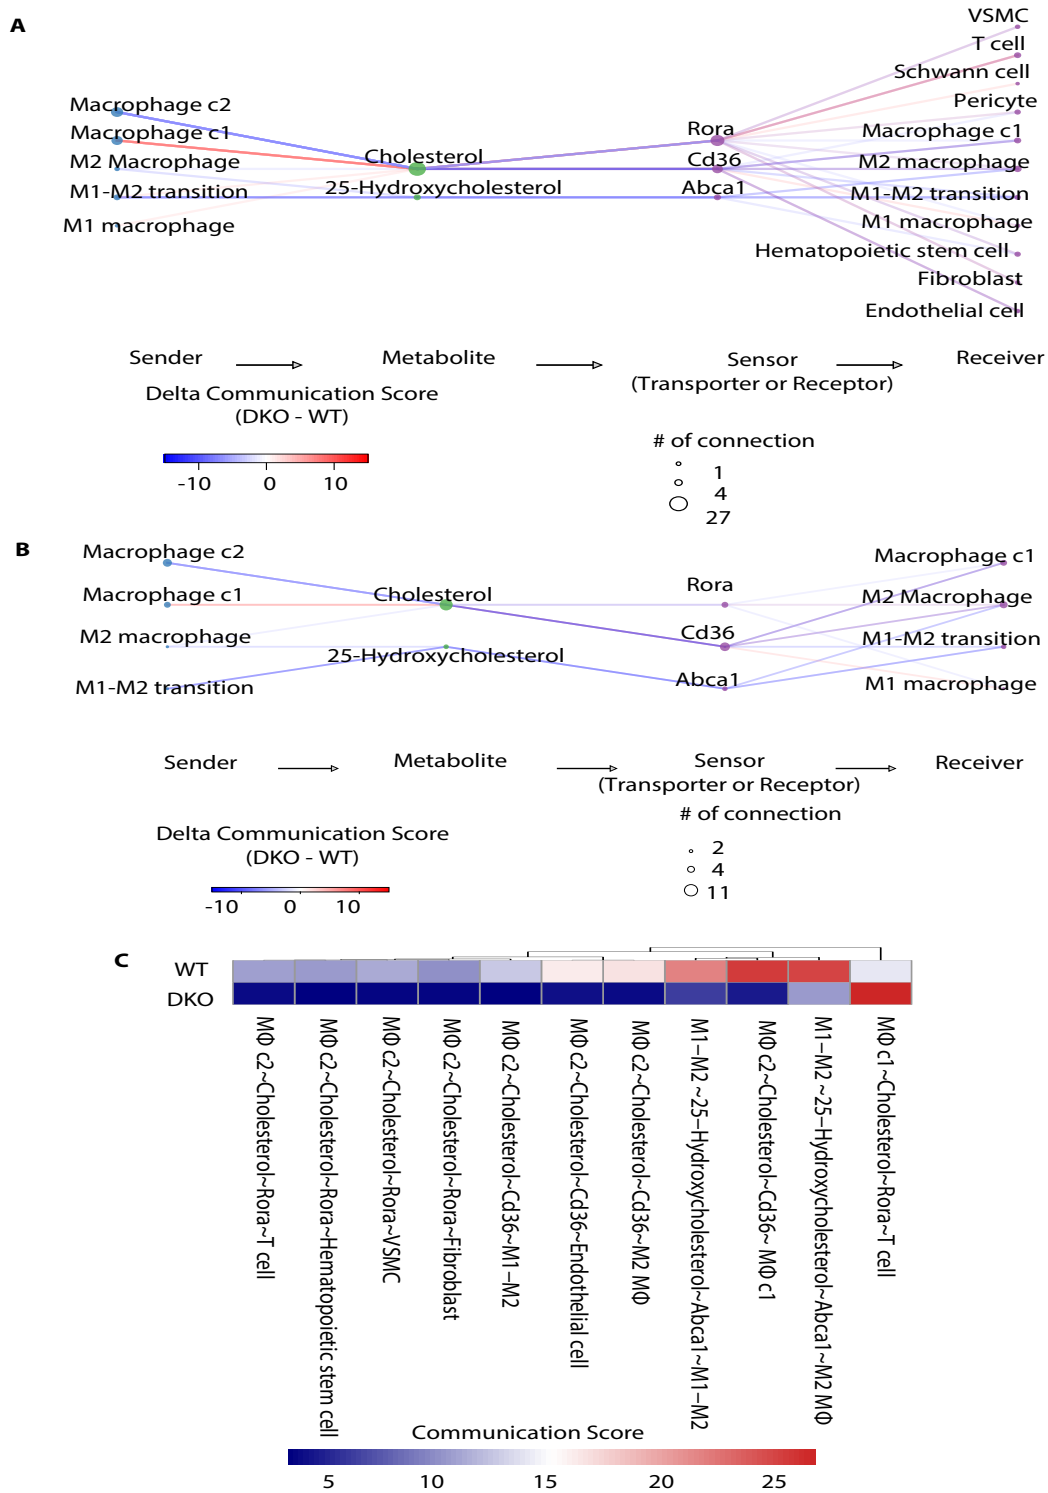 A
VSMC
T cell
Schwann cell
Pericyte
Macrophage c1
M2 macrophage
M1-M2 transition
M1 macrophage
Hematopoietic stem cell
Fibroblast
Endothelial cell
Macrophage c2
Macrophage c1
M2 Macrophage
M1-M2 transition
M1 macrophage
Cholesterol
25-Hydroxycholesterol
Rora
Cd36
Abca1
Sender
Metabolite
Sensor
(Transporter or Receptor)
Receiver
Delta Communication Score
(DKO - WT)
-10 0 10
# of connection
1
4
27
B
Macrophage c2
Macrophage c1
M2 macrophage
M1-M2 transition
Cholesterol
25-Hydroxycholesterol
Rora
Cd36
Abca1
Macrophage c1
M2 Macrophage
M1-M2 transition
M1 macrophage
Sender
Metabolite
Sensor
(Transporter or Receptor)
Receiver
Delta Communication Score
(DKO - WT)
-10 0 10
# of connection
2
4
11
C
WT
DKO
MΦ c2~Cholesterol~Rora~T cell
MΦ c2~Cholesterol~Rora~Hematopoietic stem cell
MΦ c2~Cholesterol~Rora~VSMC
MΦ c2~Cholesterol~Rora~Fibroblast
MΦ c2~Cholesterol~Cd36~M1−M2
MΦ c2~Cholesterol~Cd36~Endothelial cell
MΦ c2~Cholesterol~Cd36~M2 MΦ
M1−M2 ~25−Hydroxycholesterol~Abca1~M1−M2
MΦ c2~Cholesterol~Cd36~ MΦ c1
M1−M2 ~25−Hydroxycholesterol~Abca1~M2 MΦ
MΦ c1~Cholesterol~Rora~T cell
Communication Score
5 10 15 20 25